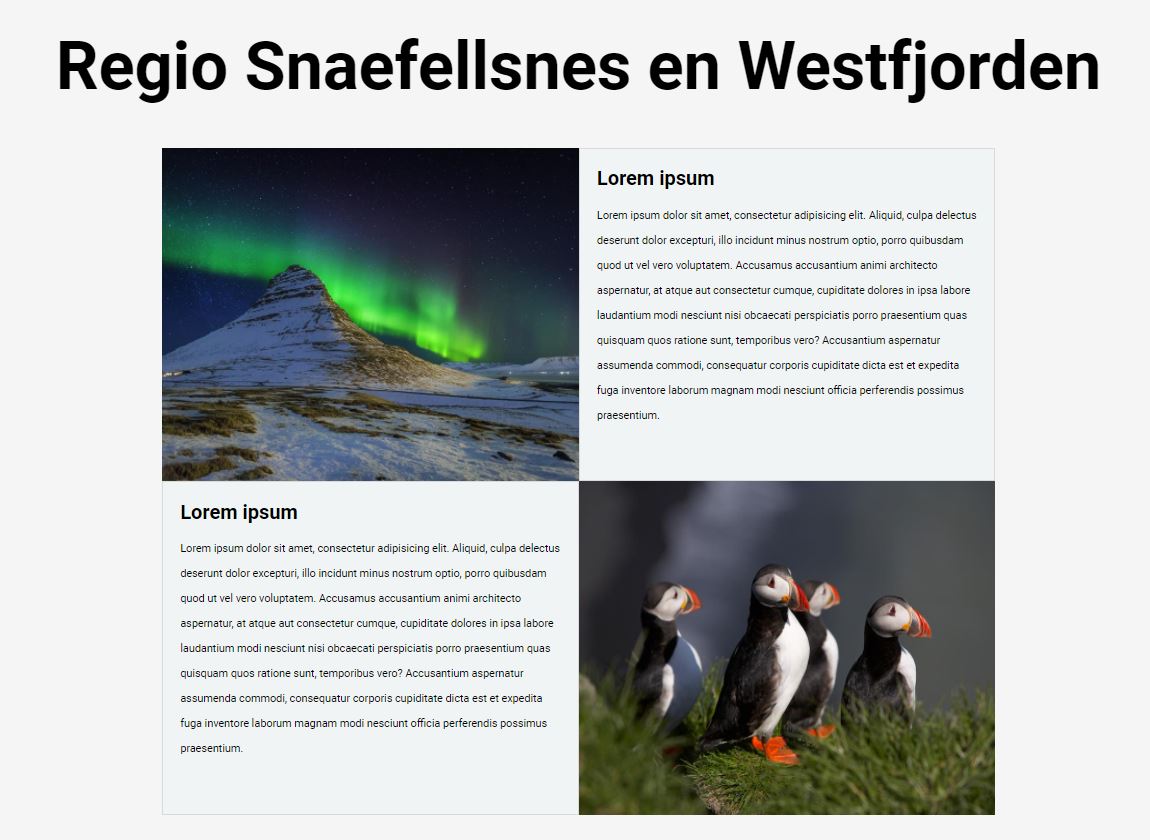 Regio Snaefellsnes en Westfjorden
Lorem ipsum
Lorem ipsum dolor sit amet, consectetur adipisicing elit. Aliquid, culpa delectus
deserunt dolor excepturi, illo incidunt minus nostrum optio, porro quibusdam
quod ut vel vero voluptatem. Accusamus accusantium animi architecto
aspernatur, at atque aut consectetur cumque, cupiditate dolores in ipsa labore
laudantium modi nesciunt nisi obcaecati perspiciatis porro praesentium quas
quisquam quos ratione sunt, temporibus vero? Accusantium aspernatur
assumenda commodi, consequatur corporis cupiditate dicta est et expedita
fuga inventore laborum magnam modi nesciunt officia perferendis possimus
praesentium.
Lorem ipsum
Lorem ipsum dolor sit amet, consectetur adipisicing elit. Aliquid, culpa delectus
deserunt dolor excepturi, illo incidunt minus nostrum optio, porro quibusdam
quod ut vel vero voluptatem. Accusamus accusantium animi architecto
aspernatur, at atque aut consectetur cumque, cupiditate dolores in ipsa labore
laudantium modi nesciunt nisi obcaecati perspiciatis porro praesentium quas
quisquam quos ratione sunt, temporibus vero? Accusantium aspernatur
assumenda commodi, consequatur corporis cupiditate dicta est et expedita
fuga inventore laborum magnam modi nesciunt officia perferendis possimus
praesentium.